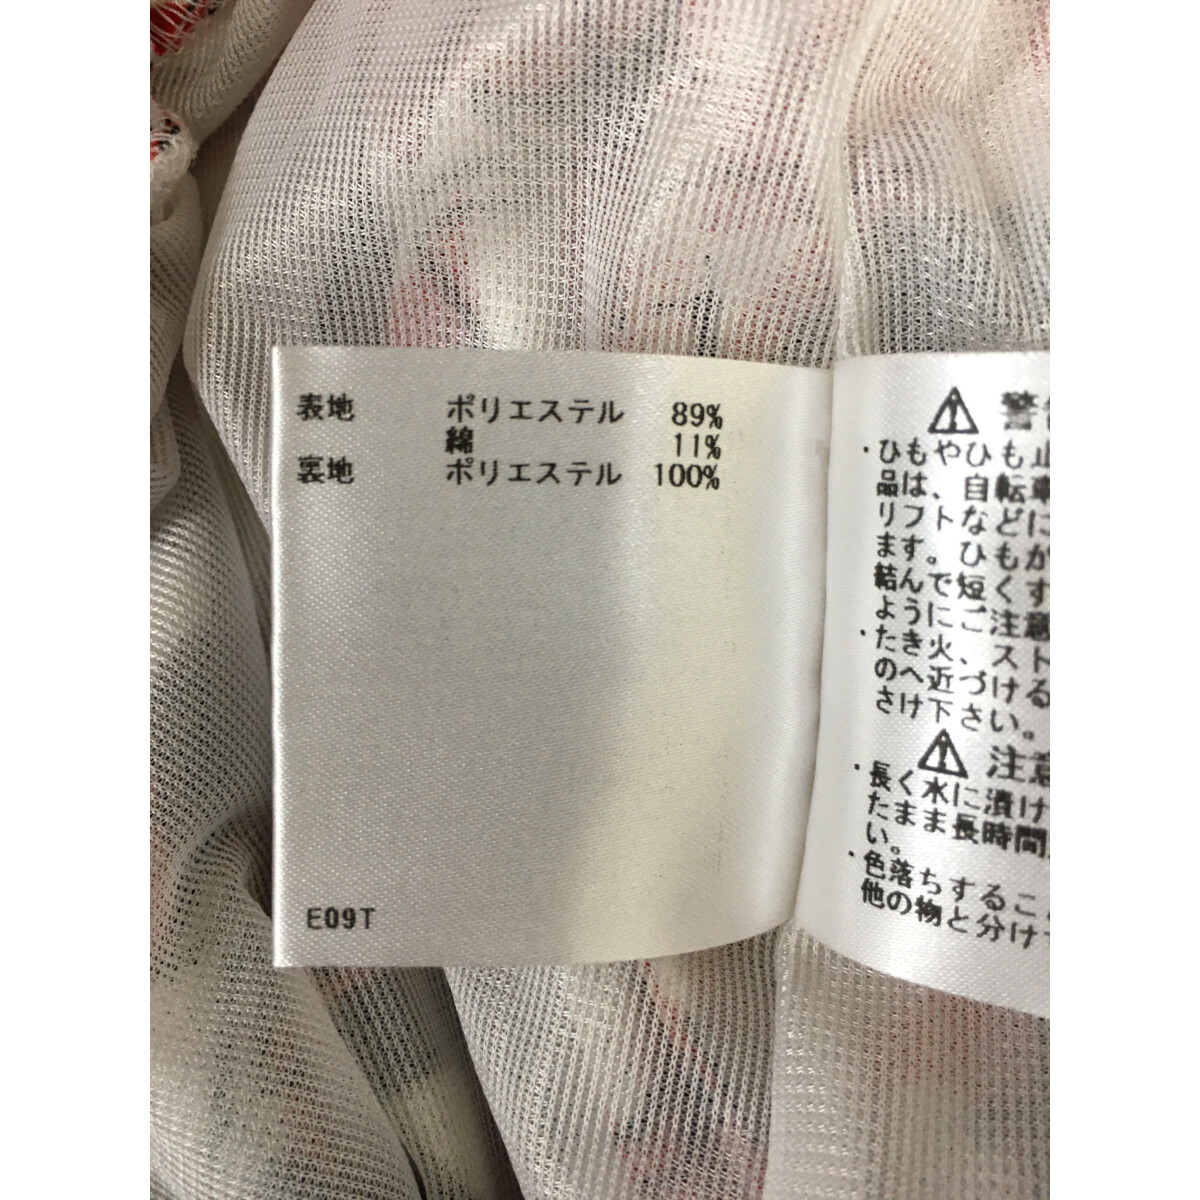 表地 ポリエステル 89%
綿 11%
裏地 ポリエステル 100%
E09T
⚠ 警
・ひもやひも止
品は、自転車
リフトなどに
ます。ひもが
結んで短くす
ようにご注意
・たき火、スト
のへ近づける
さけ下さい。
⚠ 注意
・長く水に漬け
たまま長時間
い。
・色落ちするこ
他の物と分け